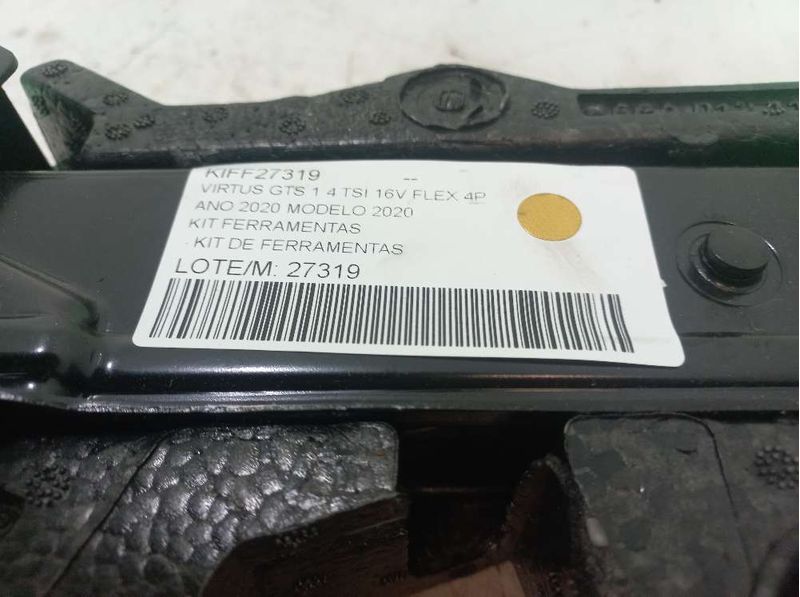 KIFF27319 --
VIRTUS GTS 1 4 TSI 16V FLEX 4P
ANO 2020 MODELO 2020
KIT FERRAMENTAS
- KIT DE FERRAMENTAS
LOTE/M: 27319